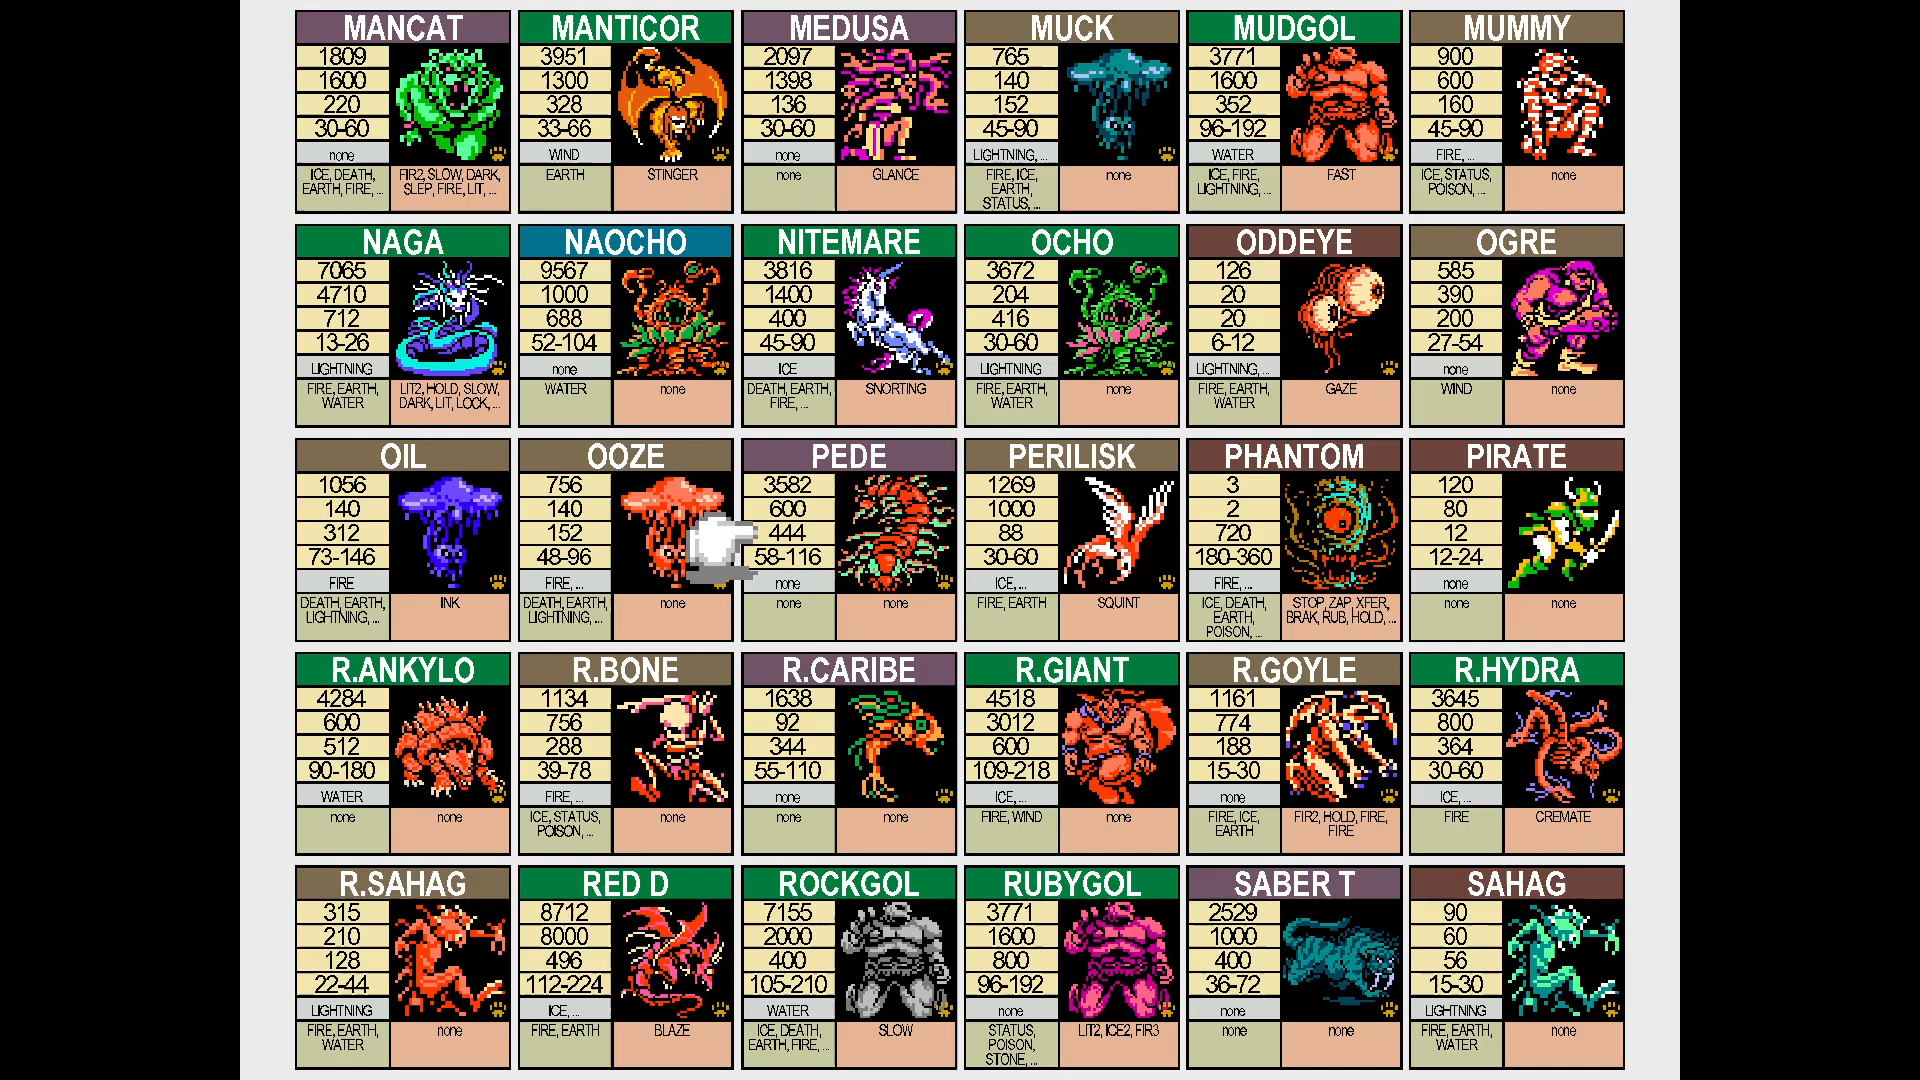 MANCAT
1809
1600
220
30-60
none
ICE, DEATH,
EARTH, FIRE, ...
FIR2, SLOW, DARK,
SLEP, FIRE, LIT, ...
MANTICOR
3951
1300
328
33-66
WIND
EARTH
STINGER
MEDUSA
2097
1398
136
30-60
none
none
GLANCE
MUCK
765
140
152
45-90
LIGHTNING, ...
FIRE, ICE,
EARTH,
STATUS, ...
none
MUDGOL
3771
1600
352
96-192
WATER
ICE, FIRE,
LIGHTNING, ...
FAST
MUMMY
900
600
160
45-90
FIRE, ...
ICE, STATUS,
POISON, ...
none
NAGA
7065
4710
712
13-26
LIGHTNING
FIRE, EARTH,
WATER
LIT2, HOLD, SLOW,
DARK, LIT, LOCK, ...
NAOCHO
9567
1000
688
52-104
none
WATER
none
NITEMARE
3816
1400
400
45-90
ICE
DEATH, EARTH,
FIRE, ...
SNORTING
OCHO
3672
204
416
30-60
LIGHTNING
FIRE, EARTH,
WATER
none
ODDEYE
126
20
20
6-12
LIGHTNING, ...
FIRE, EARTH,
WATER
GAZE
OGRE
585
390
200
27-54
none
WIND
none
OIL
1056
140
312
73-146
FIRE
DEATH, EARTH,
LIGHTNING, ...
INK
OOZE
756
140
152
48-96
FIRE, ...
DEATH, EARTH,
LIGHTNING, ...
none
PEDE
3582
600
444
58-116
none
none
none
PERILISK
1269
1000
88
30-60
ICE, ...
FIRE, EARTH
SQUINT
PHANTOM
3
2
720
180-360
FIRE, ...
ICE, DEATH,
EARTH,
POISON, ...
STOP, ZAP, XFER,
BRAK, RUB, HOLD, ...
PIRATE
120
80
12
12-24
none
none
none
R.ANKYLO
4284
600
512
90-180
WATER
none
none
R.BONE
1134
756
288
39-78
FIRE, ...
ICE, STATUS,
POISON, ...
none
R.CARIBE
1638
92
344
55-110
none
none
none
R.GIANT
4518
3012
600
109-218
ICE, ...
FIRE, WIND
none
R.GOYLE
1161
774
188
15-30
none
FIRE, ICE,
EARTH
FIR2, HOLD, FIRE,
FIRE
R.HYDRA
3645
800
364
30-60
ICE, ...
FIRE
CREMATE
R.SAHAG
315
210
128
22-44
LIGHTNING
FIRE, EARTH,
WATER
none
RED D
8712
8000
496
112-224
ICE, ...
FIRE, EARTH
BLAZE
ROCKGOL
7155
2000
400
105-210
WATER
ICE, DEATH,
EARTH, FIRE, ...
SLOW
RUBYGOL
3771
1600
800
96-192
none
STATUS,
POISON,
STONE, ...
LIT2, ICE2, FIR3
SABER T
2529
1000
400
36-72
none
none
none
SAHAG
90
60
56
15-30
LIGHTNING
FIRE, EARTH,
WATER
none